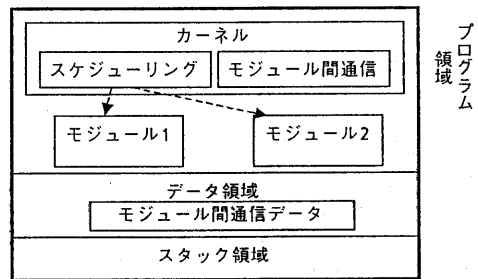 カーネル
スケジューリング
モジュール間通信
モジュール1
モジュール2
データ領域
モジュール間通信データ
スタック領域
プログラム
領域